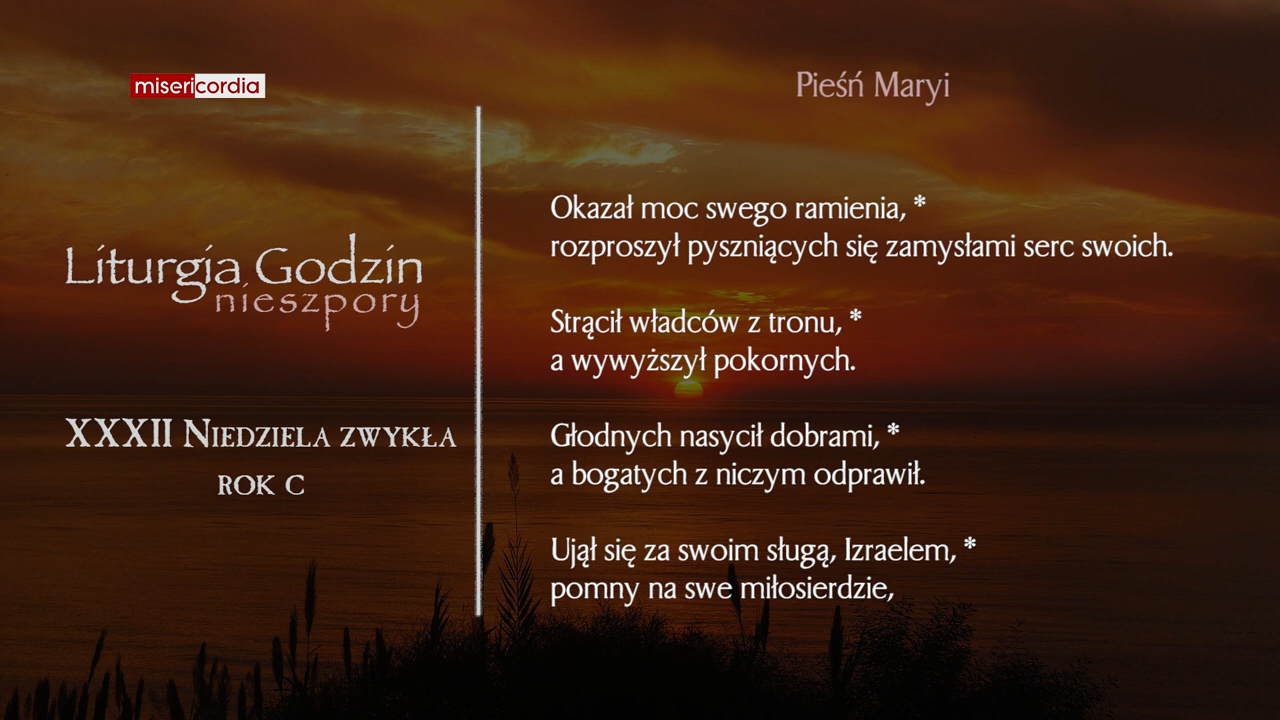 misericordia
Pieśń Maryi
Liturgia Godzin
nieszpory
XXXII Niedziela zwykła
rok C
Okazał moc swego ramienia, *
rozproszył pyszniących się zamysłami serc swoich.
Strącił władców z tronu, *
a wywyższył pokornych.
Głodnych nasycił dobrami, *
a bogatych z niczym odprawił.
Ujął się za swoim sługą, Izraelem, *
pomny na swe miłosierdzie,